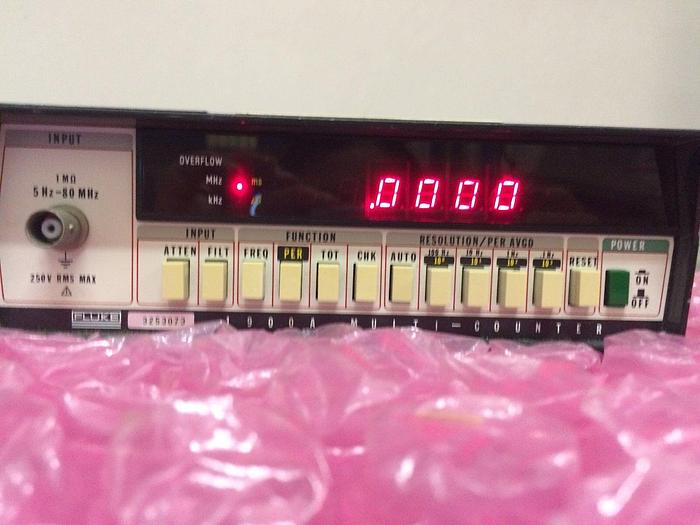 INPUT
1 MΩ
5 Hz–80 MHz
250V RMS MAX
OVERFLOW
MHz
ms
kHz
.0000
INPUT FUNCTION RESOLUTION/PER AVGD POWER
ATTEN FILT FREQ PER TOT CHK AUTO RESET
ON
OFF
FLUKE 3253073 1900A MULTI–COUNTER